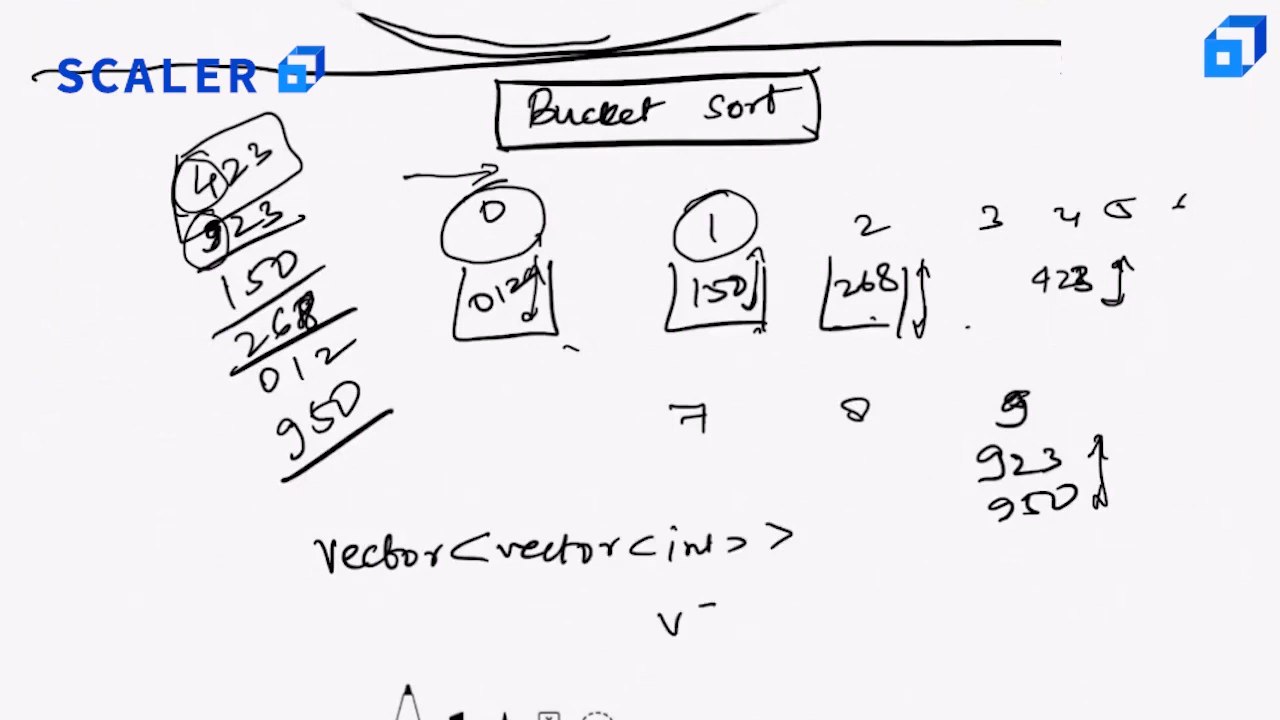 SCALER
Bucket sort
423
923
150
268
012
950
0 1 2 3 4 5
012 150 268 423
7 8 9
923
950
vector<vector<int>>
v